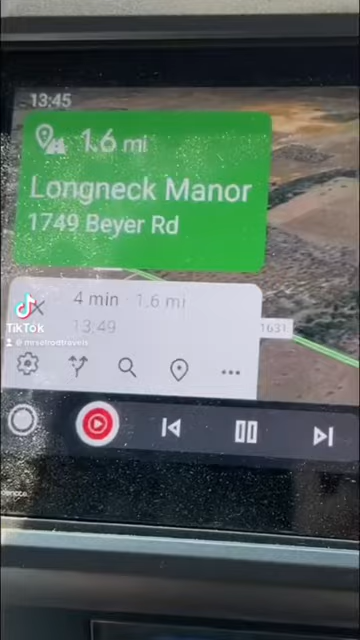 13:45
1.6 mi
Longneck Manor
1749 Beyer Rd
4 min · 1.6 mi
13:49
1631
TikTok